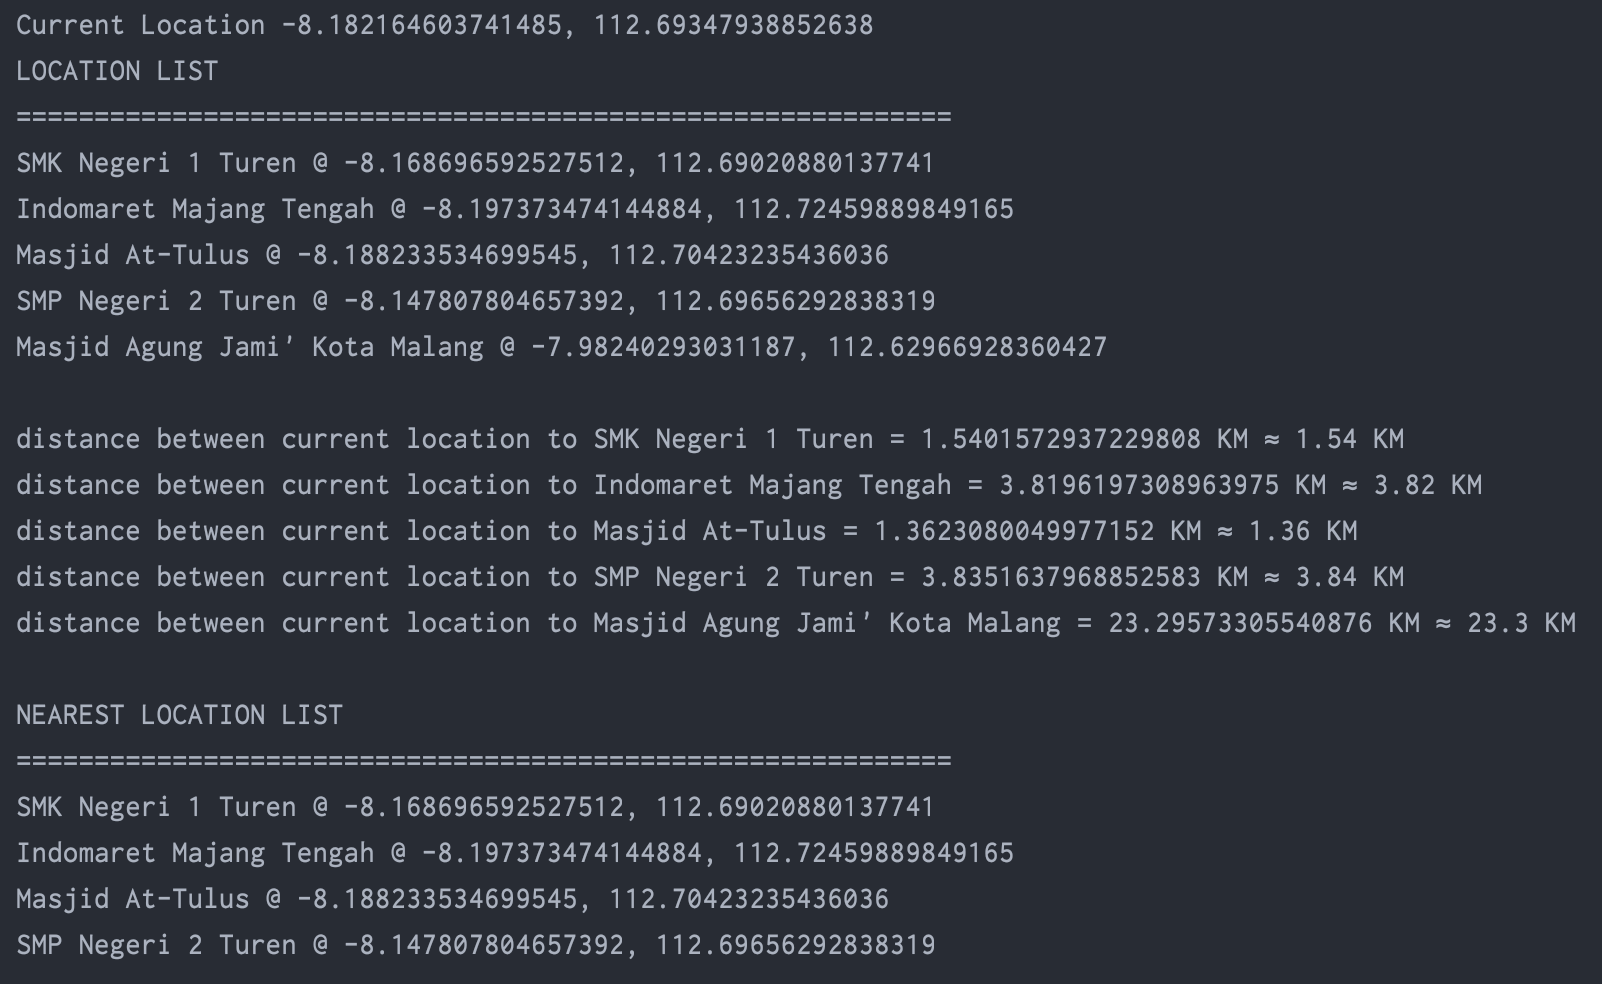 Current Location -8.182164603741485, 112.69347938852638
LOCATION LIST
============================================================
SMK Negeri 1 Turen @ -8.168696592527512, 112.69020880137741
Indomaret Majang Tengah @ -8.197373474144884, 112.72459889849165
Masjid At-Tulus @ -8.188233534699545, 112.70423235436036
SMP Negeri 2 Turen @ -8.147807804657392, 112.69656292838319
Masjid Agung Jami’ Kota Malang @ -7.98240293031187, 112.62966928360427
distance between current location to SMK Negeri 1 Turen = 1.5401572937229808 KM ≈ 1.54 KM
distance between current location to Indomaret Majang Tengah = 3.8196197308963975 KM ≈ 3.82 KM
distance between current location to Masjid At-Tulus = 1.3623080049977152 KM ≈ 1.36 KM
distance between current location to SMP Negeri 2 Turen = 3.8351637968852583 KM ≈ 3.84 KM
distance between current location to Masjid Agung Jami’ Kota Malang = 23.29573305540876 KM ≈ 23.3 KM
NEAREST LOCATION LIST
============================================================
SMK Negeri 1 Turen @ -8.168696592527512, 112.69020880137741
Indomaret Majang Tengah @ -8.197373474144884, 112.72459889849165
Masjid At-Tulus @ -8.188233534699545, 112.70423235436036
SMP Negeri 2 Turen @ -8.147807804657392, 112.69656292838319